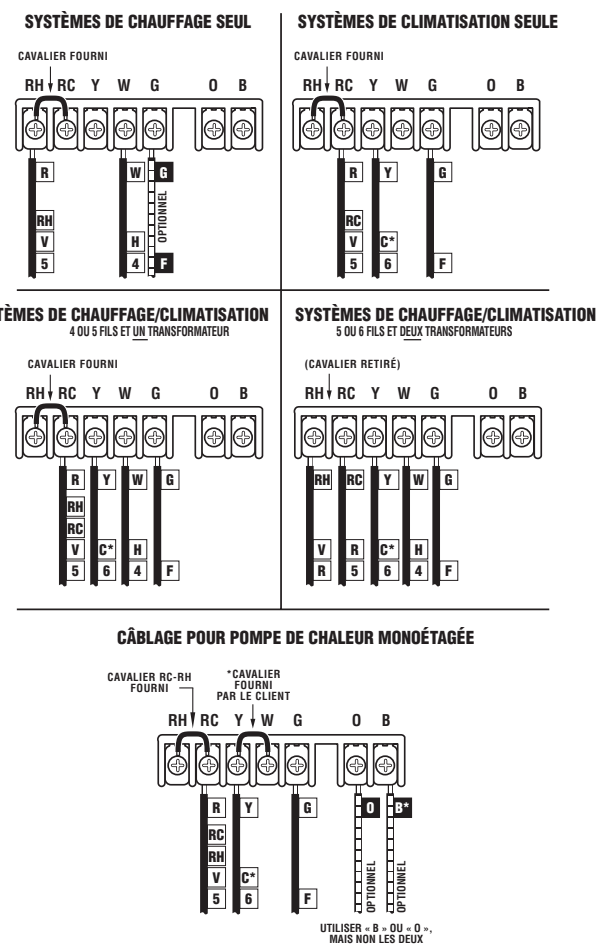 SYSTÈMES DE CHAUFFAGE SEUL
CAVALIER FOURNI
RH RC Y W G O B
R W G
RH
V H
5 4 F
OPTIONNEL
SYSTÈMES DE CLIMATISATION SEULE
CAVALIER FOURNI
RH RC Y W G O B
R Y G
RC
V C*
5 6 F
TÈMES DE CHAUFFAGE/CLIMATISATION
4 OU 5 FILS ET UN TRANSFORMATEUR
CAVALIER FOURNI
RH RC Y W G O B
R Y W G
RH
RC
V C* H
5 6 4 F
SYSTÈMES DE CHAUFFAGE/CLIMATISATION
5 OU 6 FILS ET DEUX TRANSFORMATEURS
(CAVALIER RETIRÉ)
RH RC Y W G O B
RH RC Y W G
V R C* H
R 5 6 4 F
CÂBLAGE POUR POMPE DE CHALEUR MONOÉTAGÉE
CAVALIER RC-RH
FOURNI
*CAVALIER
FOURNI
PAR LE CLIENT
RH RC Y W G O B
R Y G O B*
RC
RH
V C*
5 6 F
OPTIONNEL
OPTIONNEL
UTILISER « B » OU « O »,
MAIS NON LES DEUX